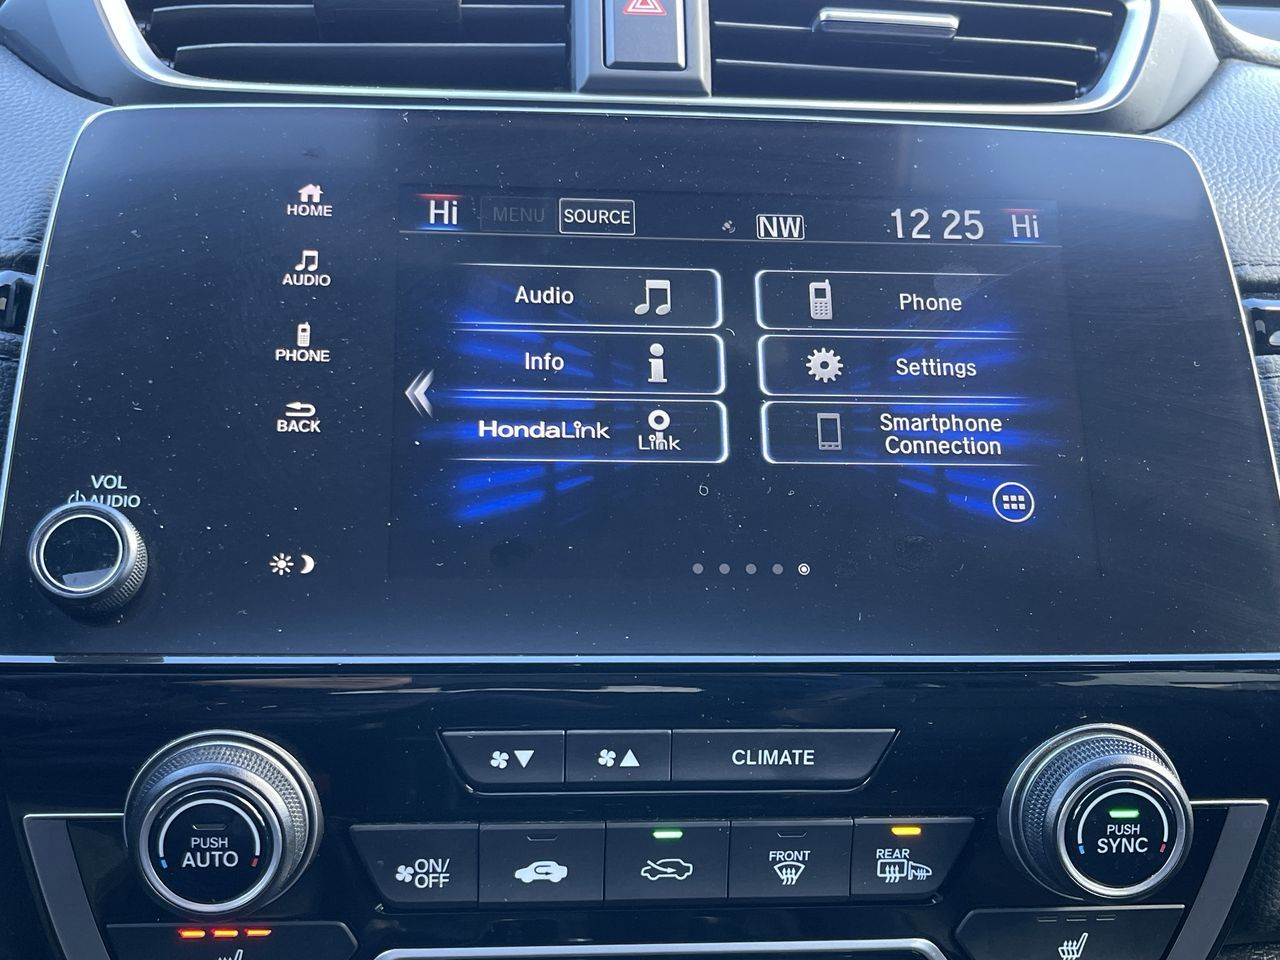 HOME
AUDIO
PHONE
BACK
VOL
AUDIO
Hi MENU SOURCE NW 12 25 Hi
Audio
Phone
Info
Settings
HondaLink
Link
Smartphone
Connection
CLIMATE
PUSH
AUTO
ON/
OFF
FRONT
REAR
PUSH
SYNC